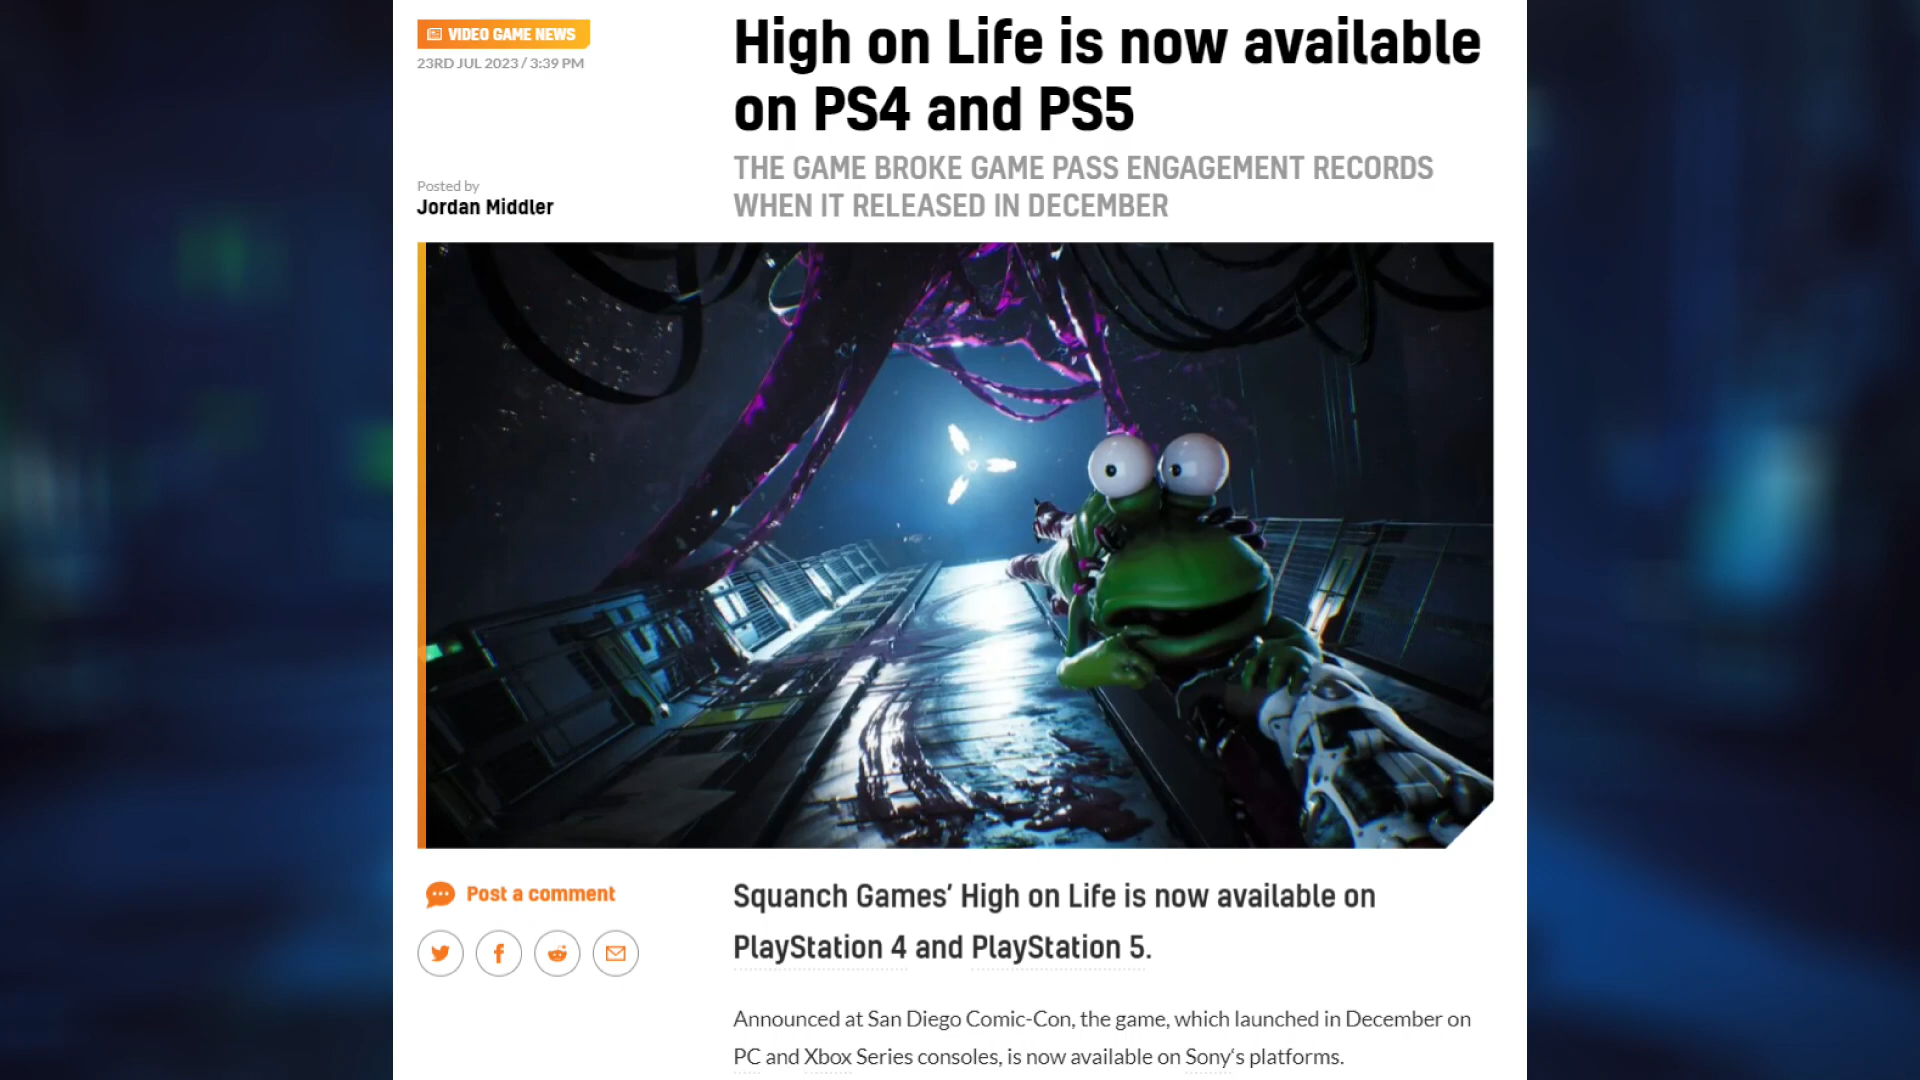 VIDEO GAME NEWS
23RD JUL 2023 / 3:39 PM
High on Life is now available
on PS4 and PS5
THE GAME BROKE GAME PASS ENGAGEMENT RECORDS
WHEN IT RELEASED IN DECEMBER
Posted by
Jordan Middler
Post a comment
Squanch Games’ High on Life is now available on
PlayStation 4 and PlayStation 5.
Announced at San Diego Comic-Con, the game, which launched in December on
PC and Xbox Series consoles, is now available on Sony‘s platforms.